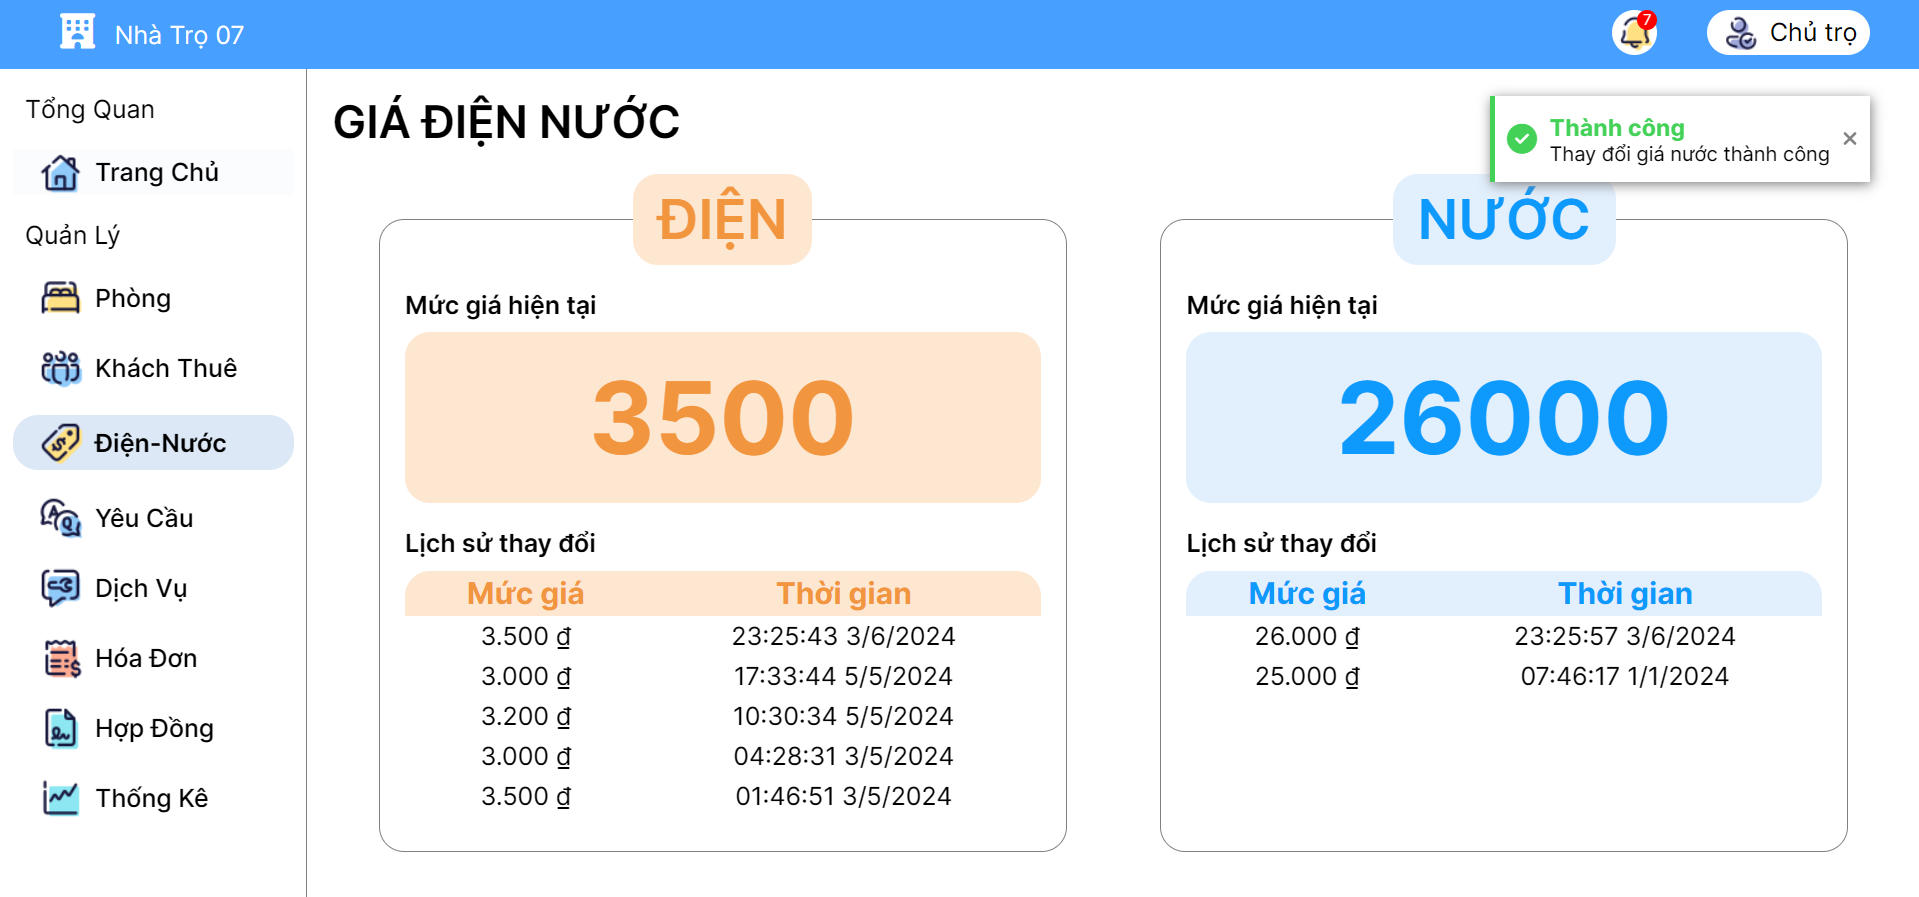 Nhà Trọ 07
7
Chủ trọ
Tổng Quan
Trang Chủ
Quản Lý
Phòng
Khách Thuê
Điện-Nước
Yêu Cầu
Dịch Vụ
Hóa Đơn
Hợp Đồng
Thống Kê
GIÁ ĐIỆN NƯỚC
Thành công
Thay đổi giá nước thành công
ĐIỆN
Mức giá hiện tại
3500
Lịch sử thay đổi
Mức giá Thời gian
3.500 ₫ 23:25:43 3/6/2024
3.000 ₫ 17:33:44 5/5/2024
3.200 ₫ 10:30:34 5/5/2024
3.000 ₫ 04:28:31 3/5/2024
3.500 ₫ 01:46:51 3/5/2024
NƯỚC
Mức giá hiện tại
26000
Lịch sử thay đổi
Mức giá Thời gian
26.000 ₫ 23:25:57 3/6/2024
25.000 ₫ 07:46:17 1/1/2024